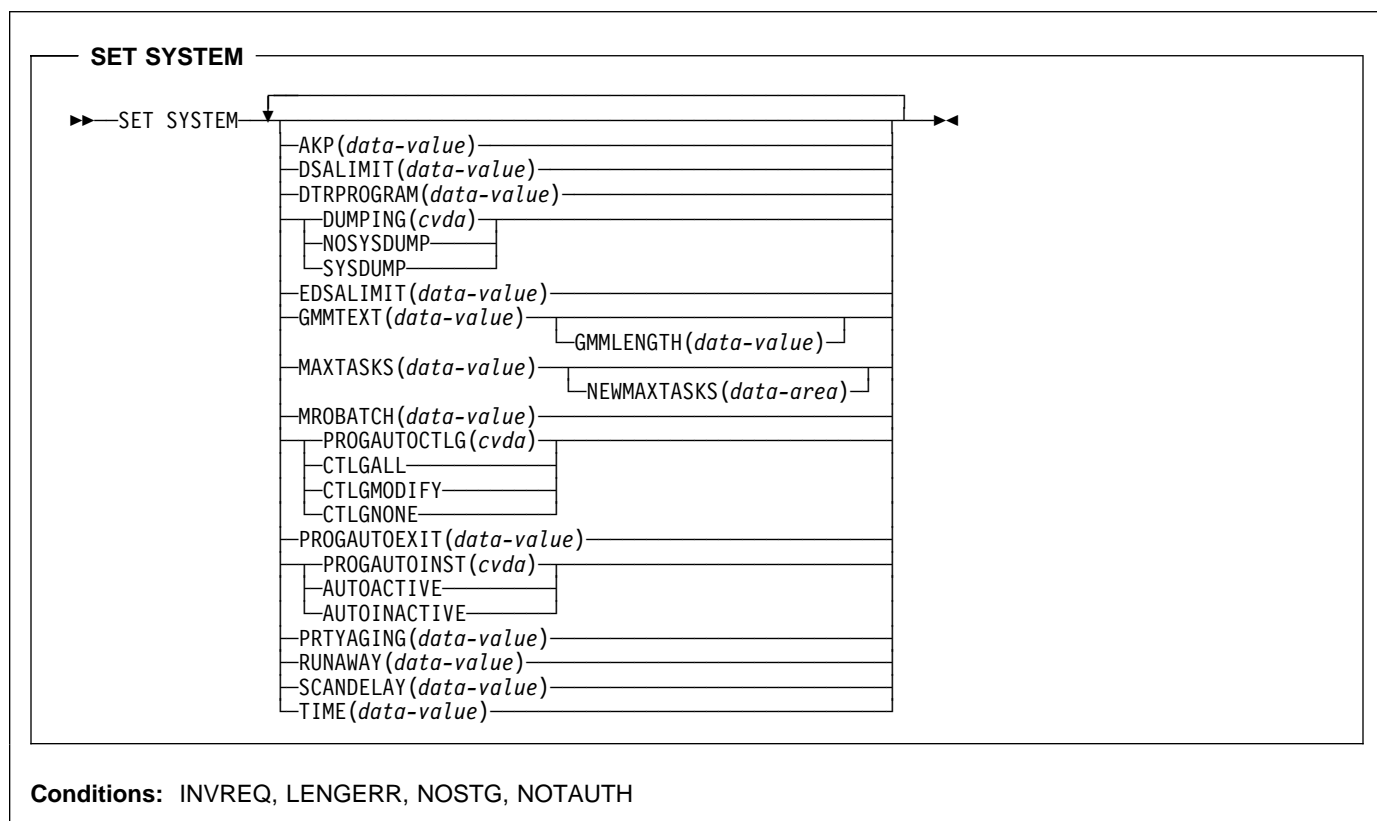 SET SYSTEM
SET SYSTEM
AKP(data-value)
DSALIMIT(data-value)
DTRPROGRAM(data-value)
DUMPING(cvda)
NOSYSDUMP
SYSDUMP
EDSALIMIT(data-value)
GMMTEXT(data-value)
GMMLENGTH(data-value)
MAXTASKS(data-value)
NEWMAXTASKS(data-area)
MROBATCH(data-value)
PROGAUTOCTLG(cvda)
CTLGALL
CTLGMODIFY
CTLGNONE
PROGAUTOEXIT(data-value)
PROGAUTOINST(cvda)
AUTOACTIVE
AUTOINACTIVE
PRTYAGING(data-value)
RUNAWAY(data-value)
SCANDELAY(data-value)
TIME(data-value)
Conditions: INVREQ, LENGERR, NOSTG, NOTAUTH